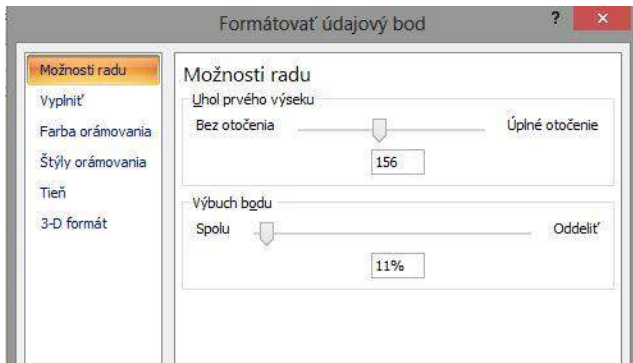 Formátovať údajový bod
?
×
Možnosti radu
Vyplniť
Farba orámovania
Štýly orámovania
Tieň
3-D formát
Možnosti radu
Uhol prvého výseku
Bez otočenia
Úplné otočenie
156
Výbuch bodu
Spolu
Oddeliť
11%